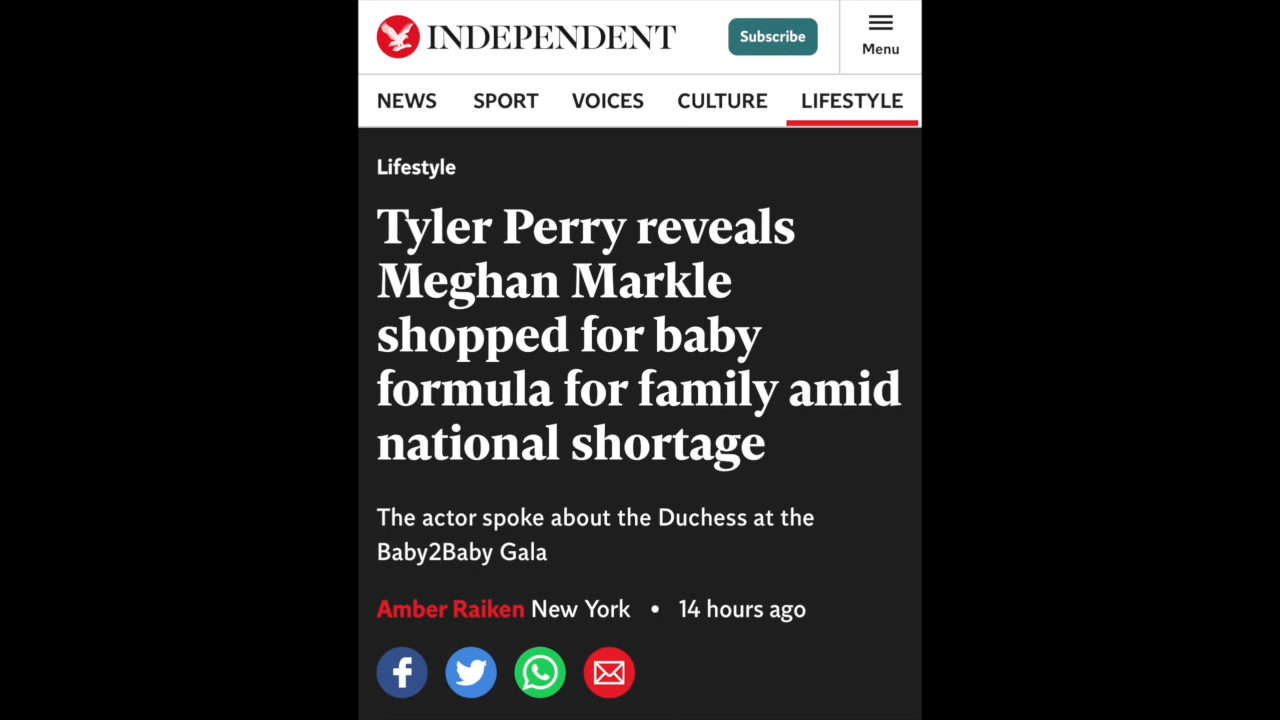 INDEPENDENT
Subscribe
Menu
NEWS SPORT VOICES CULTURE LIFESTYLE
Lifestyle
Tyler Perry reveals
Meghan Markle
shopped for baby
formula for family amid
national shortage
The actor spoke about the Duchess at the
Baby2Baby Gala
Amber Raiken New York • 14 hours ago